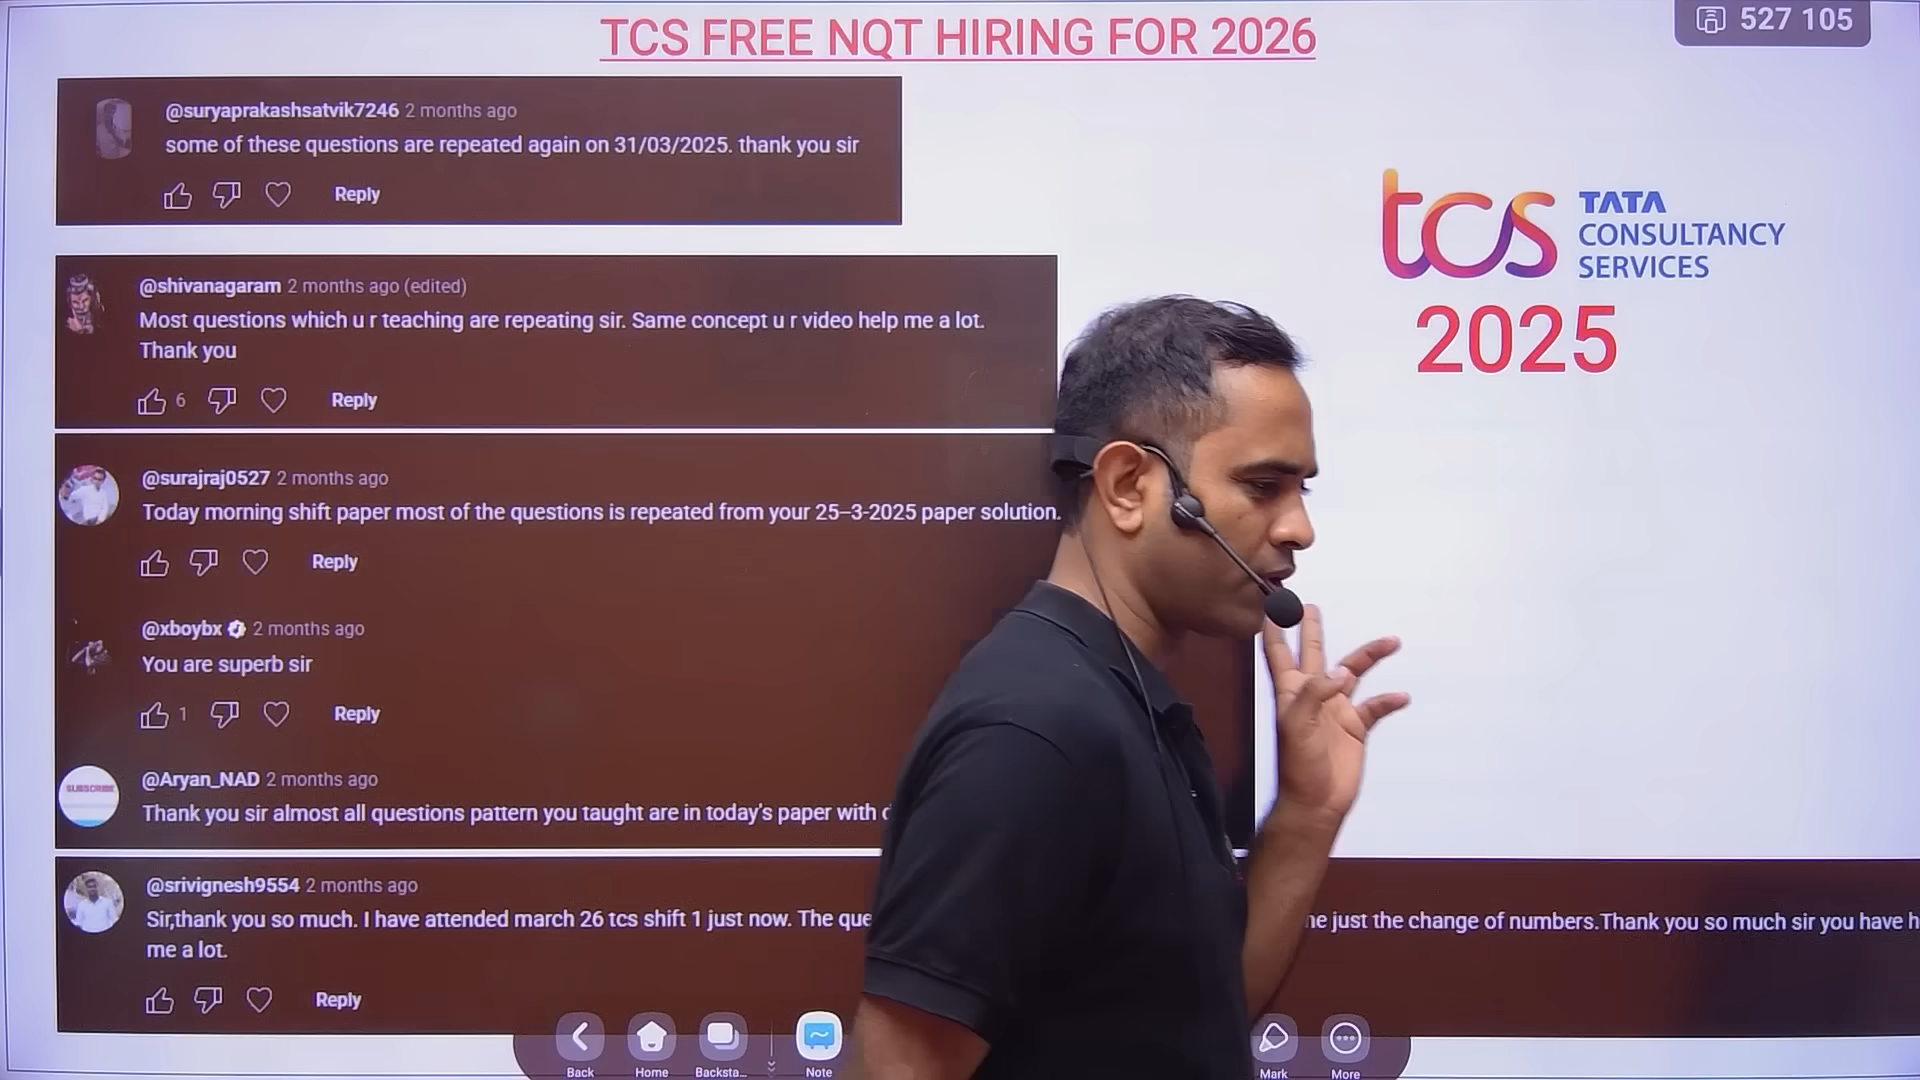 TCS FREE NQT HIRING FOR 2026
527 105
@suryaprakashsatvik7246 2 months ago
some of these questions are repeated again on 31/03/2025. thank you sir
Reply
@shivanagaram 2 months ago (edited)
Most questions which u r teaching are repeating sir. Same concept u r video help me a lot.
Thank you
6 Reply
@surajraj0527 2 months ago
Today morning shift paper most of the questions is repeated from your 25–3-2025 paper solution.
Reply
@xboybx 2 months ago
You are superb sir
1 Reply
@Aryan_NAD 2 months ago
SUBSCRIBE
Thank you sir almost all questions pattern you taught are in today's paper with
@srivignesh9554 2 months ago
Sir,thank you so much. I have attended march 26 tcs shift 1 just now. The just the change of numbers.Thank you so much sir you have
me a lot.
Reply
tcs TATA
CONSULTANCY
SERVICES
2025
Back Home Backsta... Note Mark More